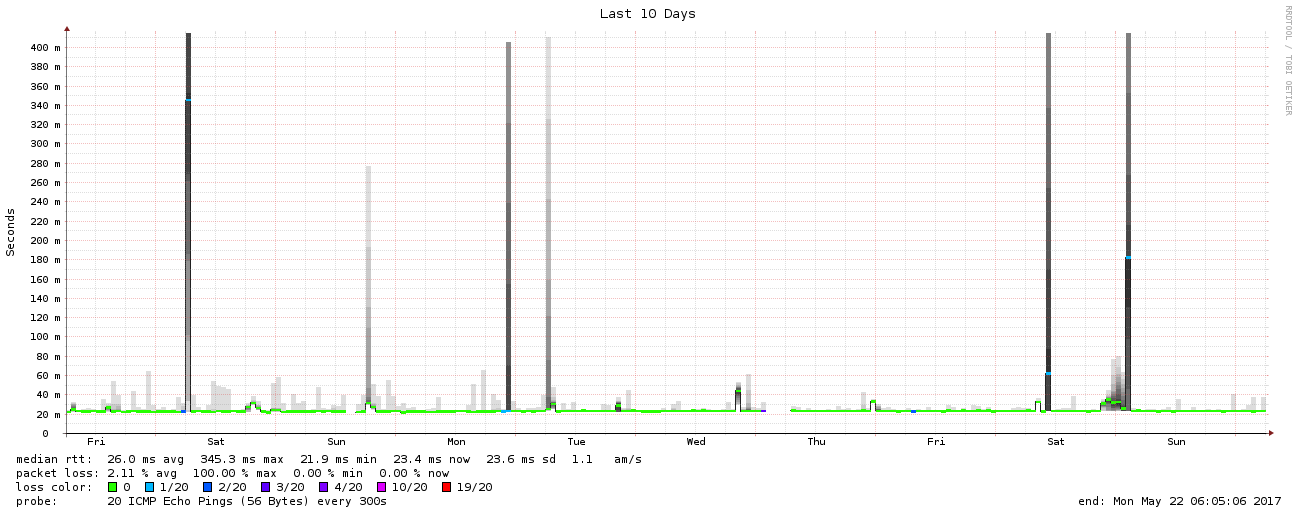 Last 10 Days
RRDTOOL / TOBI OETIKER
Seconds
400 m
380 m
360 m
340 m
320 m
300 m
280 m
260 m
240 m
220 m
200 m
180 m
160 m
140 m
120 m
100 m
80 m
60 m
40 m
20 m
0
Fri Sat Sun Mon Tue Wed Thu Fri Sat Sun
median rtt: 26.0 ms avg 345.3 ms max 21.9 ms min 23.4 ms now 23.6 ms sd 1.1 am/s
packet loss: 2.11 % avg 100.00 % max 0.00 % min 0.00 % now
loss color: 0 1/20 2/20 3/20 4/20 10/20 19/20
probe: 20 ICMP Echo Pings (56 Bytes) every 300s end: Mon May 22 06:05:06 2017